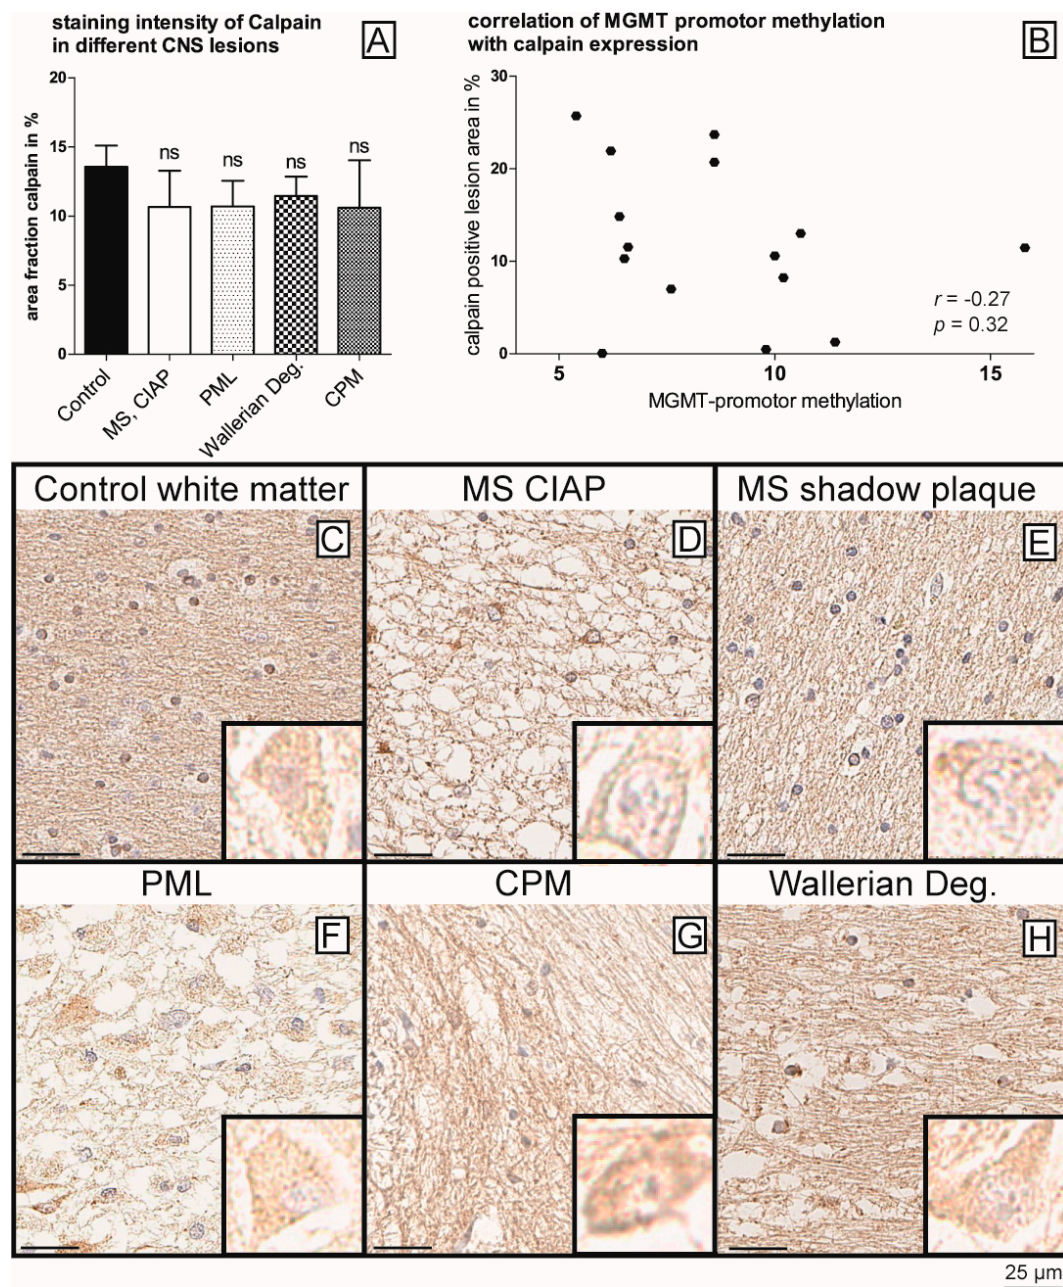 staining intensity of Calpain
in different CNS lesions
A
area fraction calpain in %
20
15
10
5
0
ns
ns
ns
ns
Control
MS, CIAP
PML
Wallerian Deg.
CPM
correlation of MGMT promotor methylation
with calpain expression
B
calpain positive lesion area in %
30
20
10
0
r = -0.27
p = 0.32
5
10
15
MGMT-promotor methylation
Control white matter
C
MS CIAP
D
MS shadow plaque
E
PML
F
CPM
G
Wallerian Deg.
H
25 µm